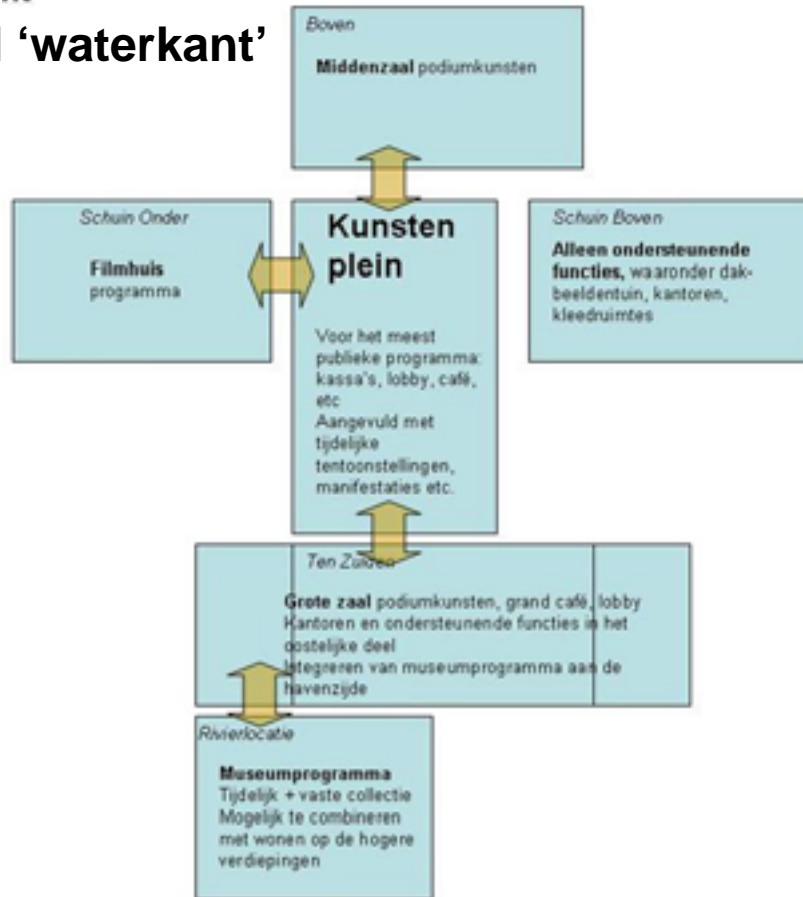 ‘waterkant’
Boven
Middenzaal podiumkunsten
Schuin Onder
Filmhuis
programma
Kunsten
plein
Voor het meest
publieke programma:
kassa's, lobby, café,
etc
Aangevuld met
tijdelijke
tentoonstellingen,
manifestaties etc.
Schuin Boven
Alleen ondersteunende
functies, waaronder dak-
beeldentuin, kantoren,
kleedruimtes
Ten Zuiden
Grote zaal podiumkunsten, grand café, lobby
Kantoren en ondersteunende functies in het
oostelijke deel
Integreren van museumprogramma aan de
havenzijde
Rivierlocatie
Museumprogramma
Tijdelijk + vaste collectie
Mogelijk te combineren
met wonen op de hogere
verdiepingen